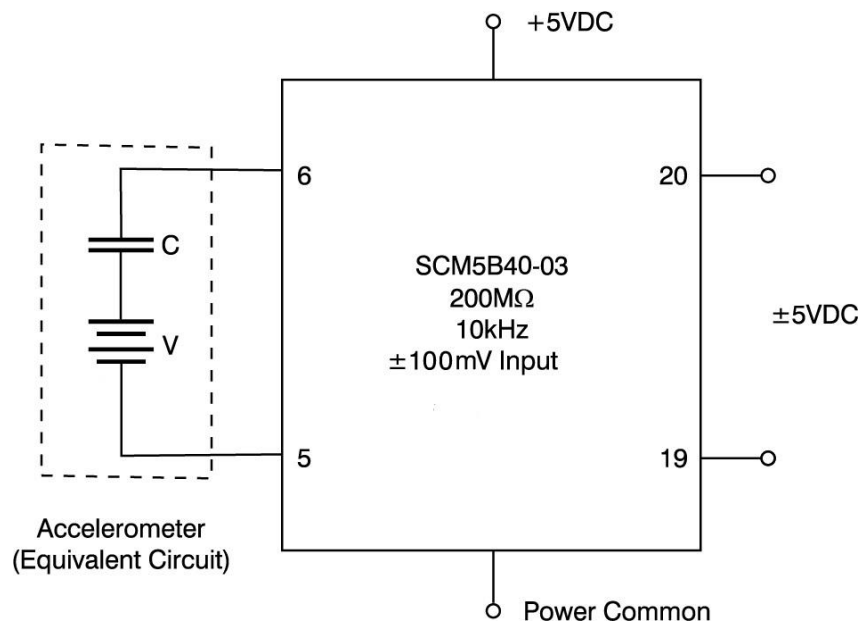 +5VDC
6
20
C
SCM5B40-03
200MΩ
10kHz
±100mV Input
±5VDC
V
5
19
Accelerometer
(Equivalent Circuit)
Power Common